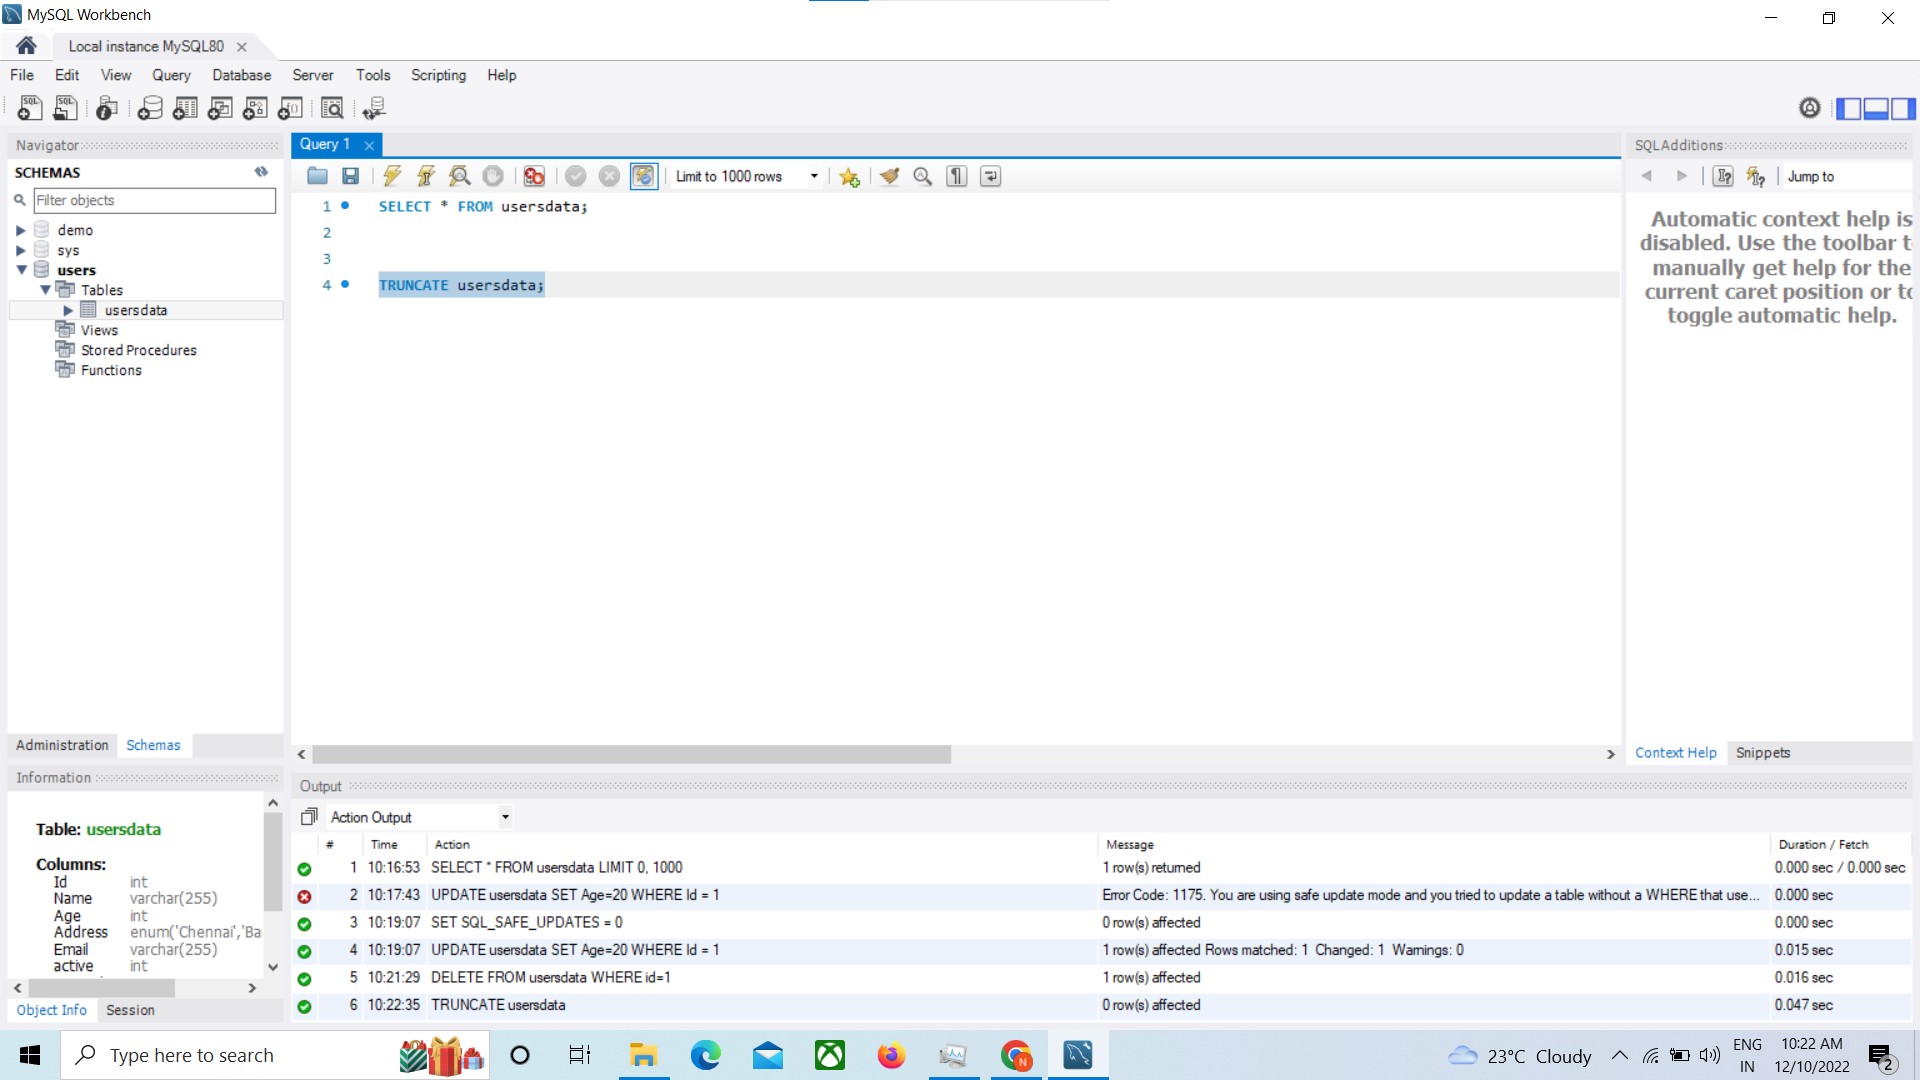 MySQL Workbench
Local instance MySQL80
File Edit View Query Database Server Tools Scripting Help
Navigator
SCHEMAS
Filter objects
demo
sys
users
Tables
usersdata
Views
Stored Procedures
Functions
Administration Schemas
Information
Table: usersdata
Columns:
Id int
Name varchar(255)
Age int
Address enum('Chennai','Ba
Email varchar(255)
active int
Object Info Session
Query 1
Limit to 1000 rows
1 SELECT * FROM usersdata;
2
3
4 TRUNCATE usersdata;
SQLAdditions
Jump to
Automatic context help is
disabled. Use the toolbar t
manually get help for the
current caret position or to
toggle automatic help.
Context Help Snippets
Output
Action Output
# Time Action Message Duration / Fetch
1 10:16:53 SELECT * FROM usersdata LIMIT 0, 1000 1 row(s) returned 0.000 sec / 0.000 sec
2 10:17:43 UPDATE usersdata SET Age=20 WHERE Id = 1 Error Code: 1175. You are using safe update mode and you tried to update a table without a WHERE that use... 0.000 sec
3 10:19:07 SET SQL_SAFE_UPDATES = 0 0 row(s) affected 0.000 sec
4 10:19:07 UPDATE usersdata SET Age=20 WHERE Id = 1 1 row(s) affected Rows matched: 1 Changed: 1 Warnings: 0 0.015 sec
5 10:21:29 DELETE FROM usersdata WHERE id=1 1 row(s) affected 0.016 sec
6 10:22:35 TRUNCATE usersdata 0 row(s) affected 0.047 sec
Type here to search
23°C Cloudy
ENG
IN
10:22 AM
12/10/2022
2